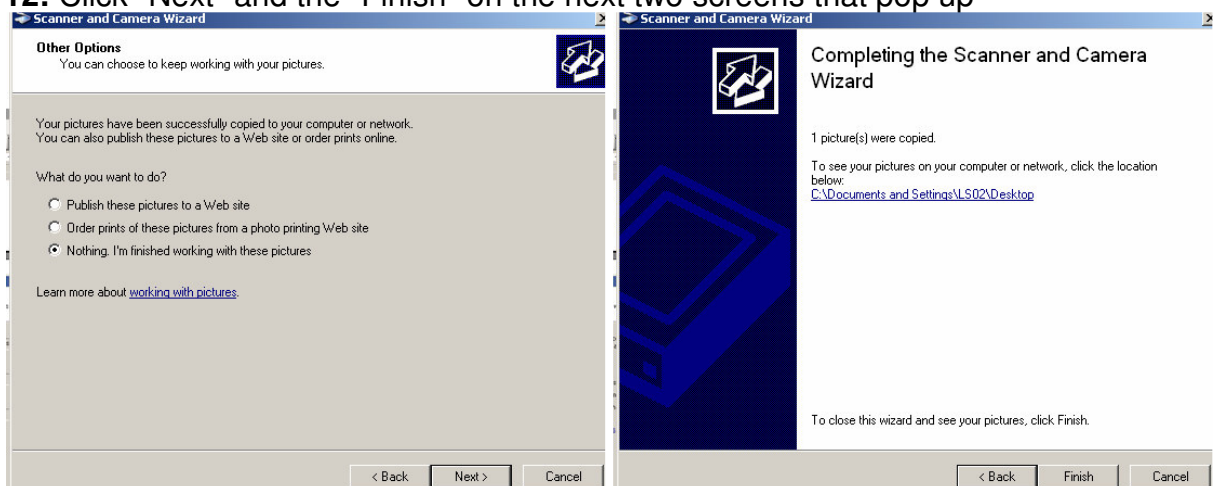 12. Click "Next" and the "Finish" on the next two screens that pop up
Scanner and Camera Wizard
Other Options
You can choose to keep working with your pictures.
Your pictures have been successfully copied to your computer or network.
You can also publish these pictures to a Web site or order prints online.
What do you want to do?
Publish these pictures to a Web site
Order prints of these pictures from a photo printing Web site
Nothing. I'm finished working with these pictures
Learn more about working with pictures.
< Back
Next >
Cancel
Scanner and Camera Wizard
Completing the Scanner and Camera
Wizard
1 picture(s) were copied.
To see your pictures on your computer or network, click the location
below:
C:\Documents and Settings\LS02\Desktop
To close this wizard and see your pictures, click Finish.
< Back
Finish
Cancel